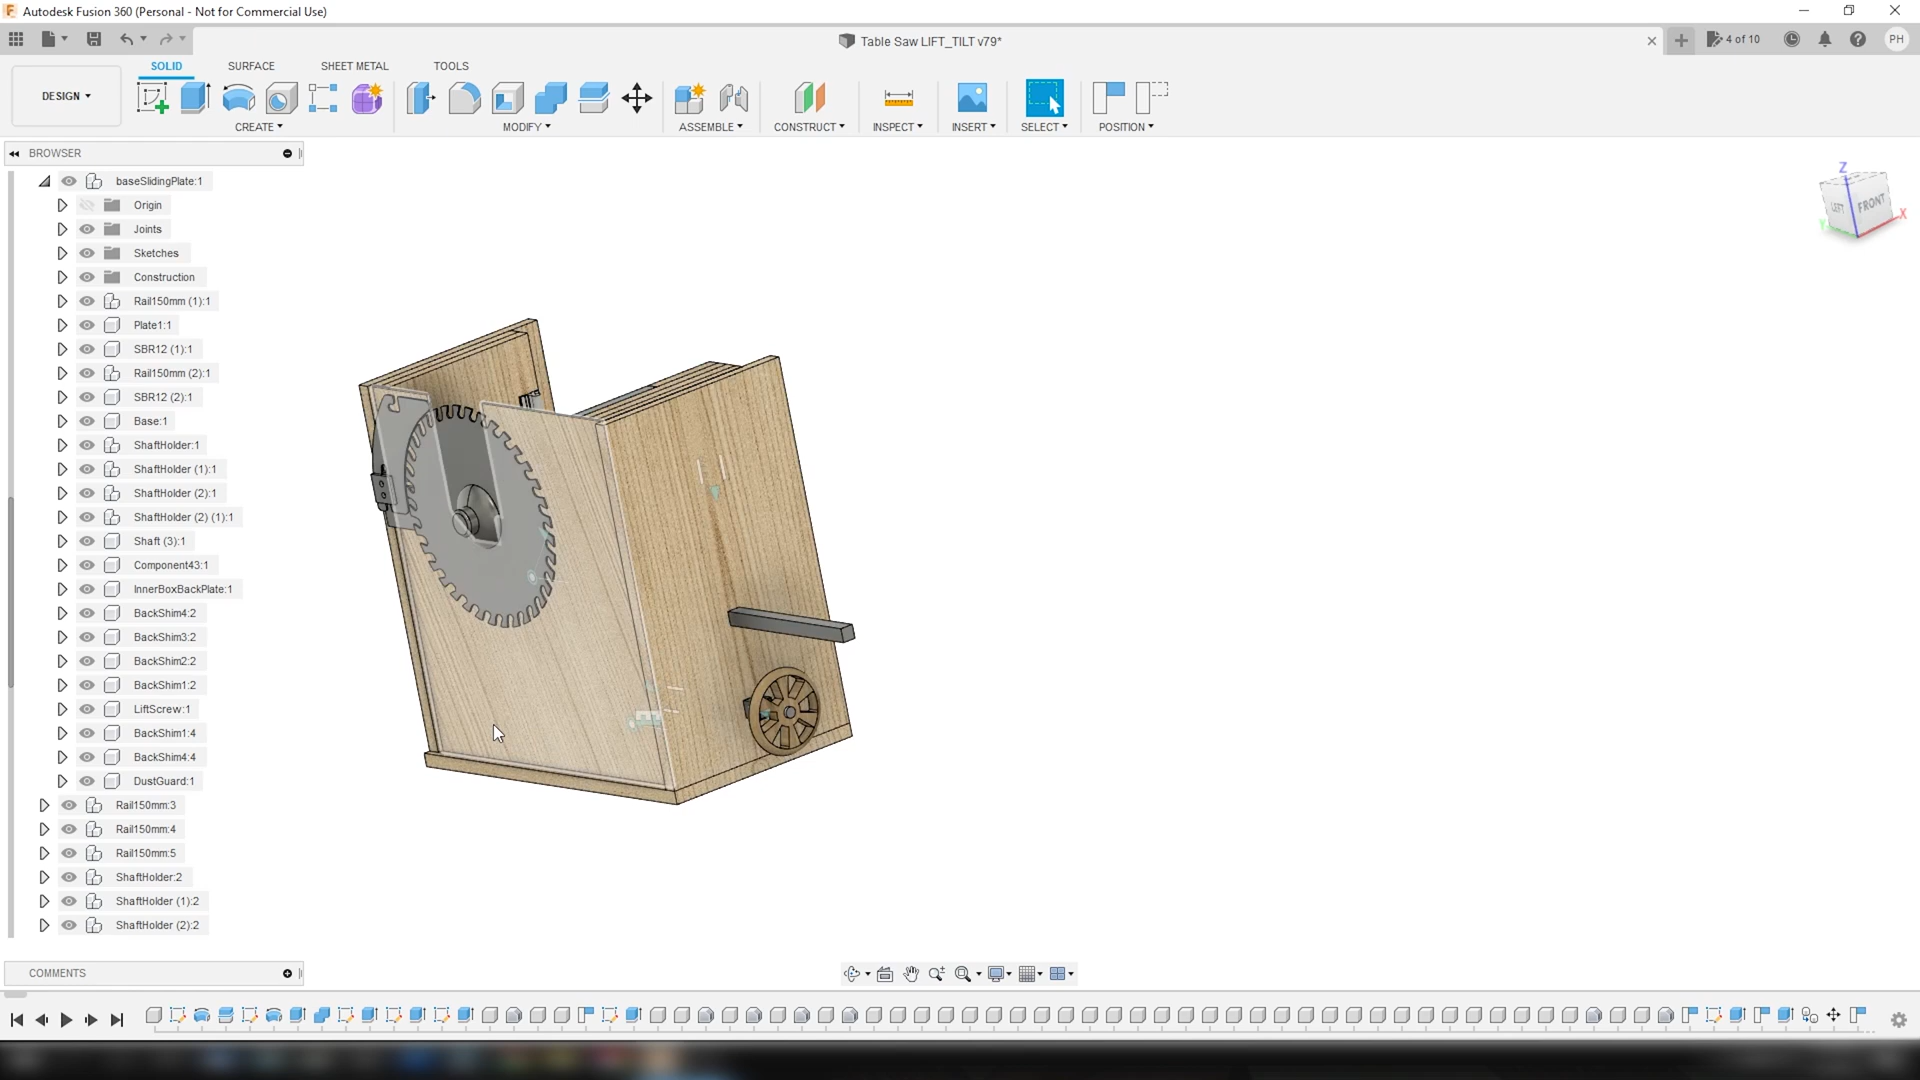 Autodesk Fusion 360 (Personal - Not for Commercial Use)
Table Saw LIFT_TILT v79*
4 of 10
PH
SOLID
SURFACE
SHEET METAL
TOOLS
DESIGN
CREATE
MODIFY
ASSEMBLE
CONSTRUCT
INSPECT
INSERT
SELECT
POSITION
BROWSER
baseSlidingPlate:1
Origin
Joints
Sketches
Construction
Rail150mm (1):1
Plate1:1
SBR12 (1):1
Rail150mm (2):1
SBR12 (2):1
Base:1
ShaftHolder:1
ShaftHolder (1):1
ShaftHolder (2):1
ShaftHolder (2) (1):1
Shaft (3):1
Component43:1
InnerBoxBackPlate:1
BackShim4:2
BackShim3:2
BackShim2:2
BackShim1:2
LiftScrew:1
BackShim1:4
BackShim4:4
DustGuard:1
Rail150mm:3
Rail150mm:4
Rail150mm:5
ShaftHolder:2
ShaftHolder (1):2
ShaftHolder (2):2
COMMENTS
Z
LEFT
FRONT
X
Y